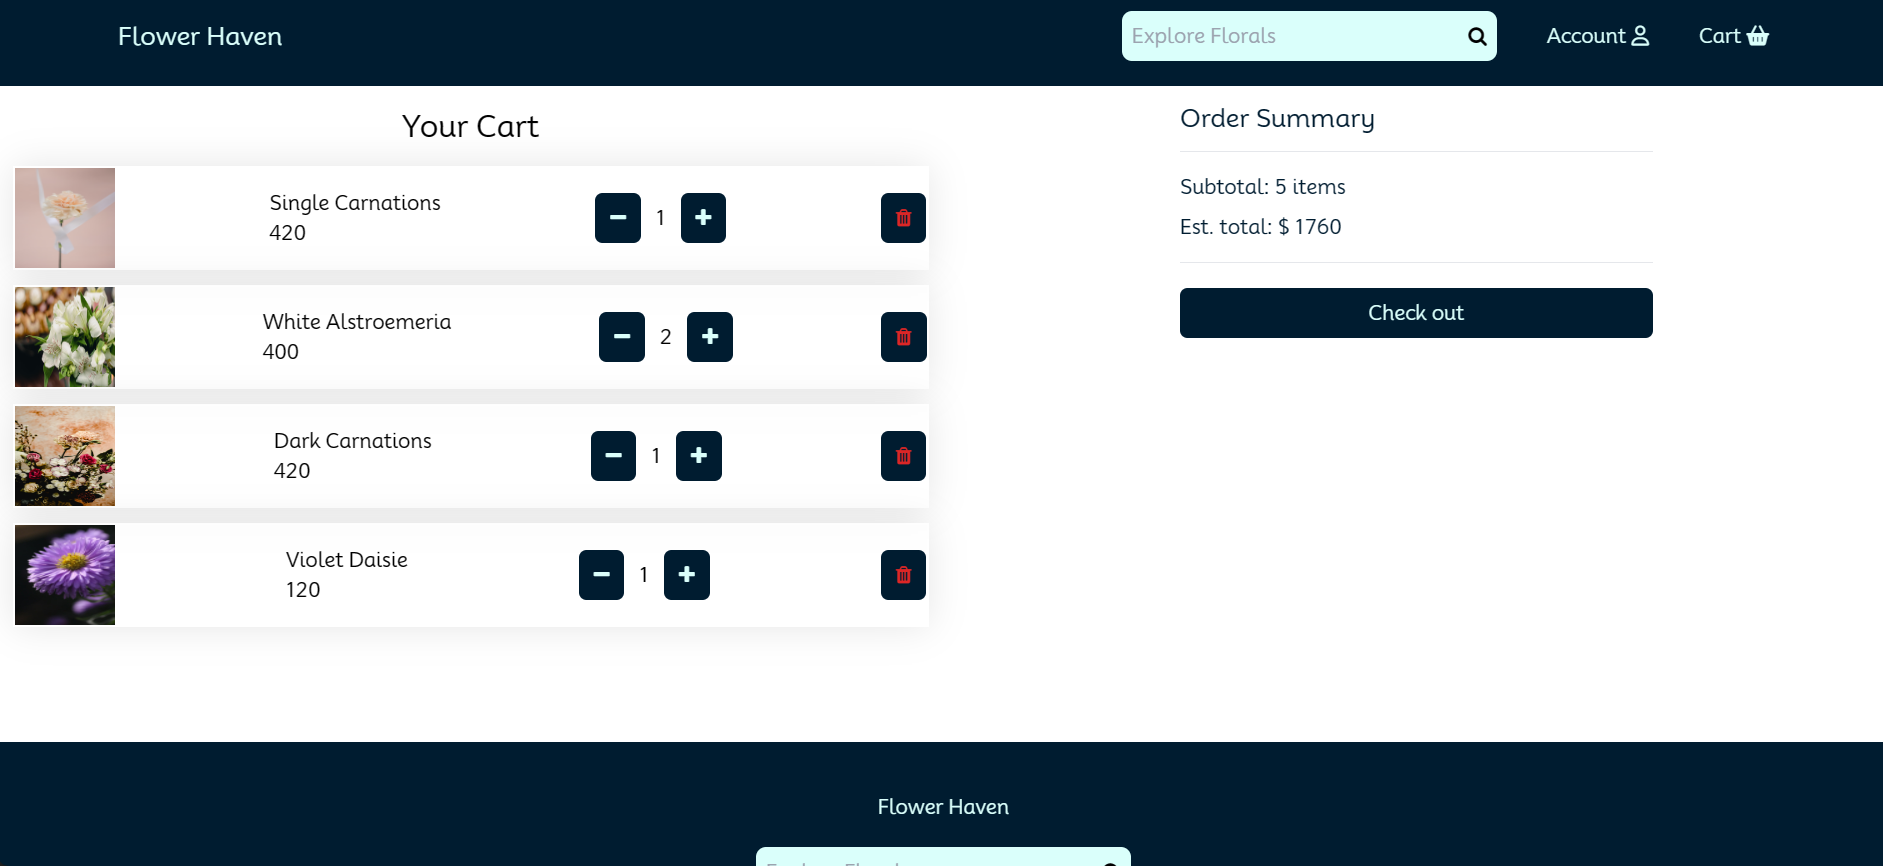 Flower Haven
Explore Florals
Account
Cart
Your Cart
Single Carnations
420
1
White Alstroemeria
400
2
Dark Carnations
420
1
Violet Daisie
120
1
Order Summary
Subtotal: 5 items
Est. total: $ 1760
Check out
Flower Haven